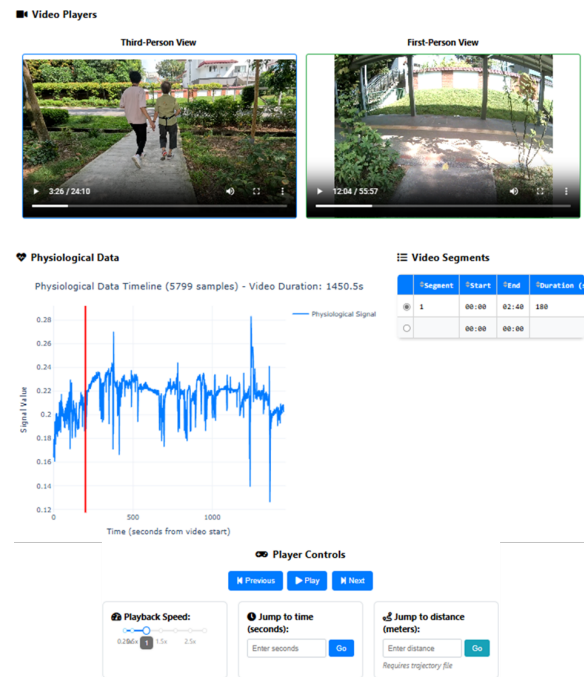 Video Players
Third-Person View
First-Person View
3:26 / 24:10
12:04 / 55:57
Physiological Data
Video Segments
Physiological Data Timeline (5799 samples) - Video Duration: 1450.5s
Segment Start End Duration (s
1 00:00 02:40 180
00:00 00:00
Physiological Signal
0.28
0.26
0.24
0.22
0.2
0.18
0.16
0.14
0.12
Signal Value
0 500 1000
Time (seconds from video start)
Player Controls
Previous Play Next
Playback Speed:
1 1.5x 2.5x
Jump to time (seconds):
Enter seconds Go
Jump to distance (meters):
Enter distance Go
Requires trajectory file